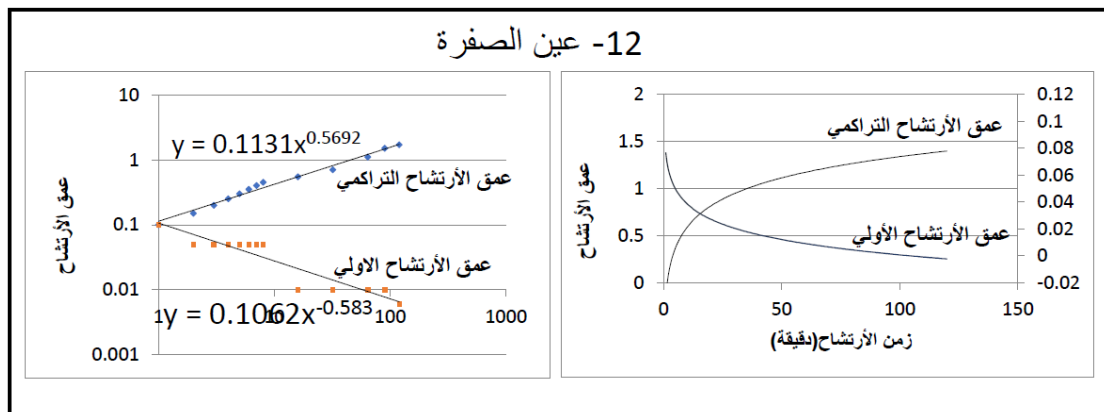 12- عين الصفرة
10
1
0.1
0.01
0.001
1
10
100
1000
y = 0.1131x^0.5692
عمق الأرتشاح التراكمي
عمق الأرتشاح الاولي
y = 0.1062x^-0.583
عمق الأرتشاح
2
1.5
1
0.5
0
0.12
0.1
0.08
0.06
0.04
0.02
0
-0.02
0
50
100
150
عمق الأرتشاح التراكمي
عمق الأرتشاح الأولي
عمق الأرتشاح
زمن الأرتشاح(دقيقة)